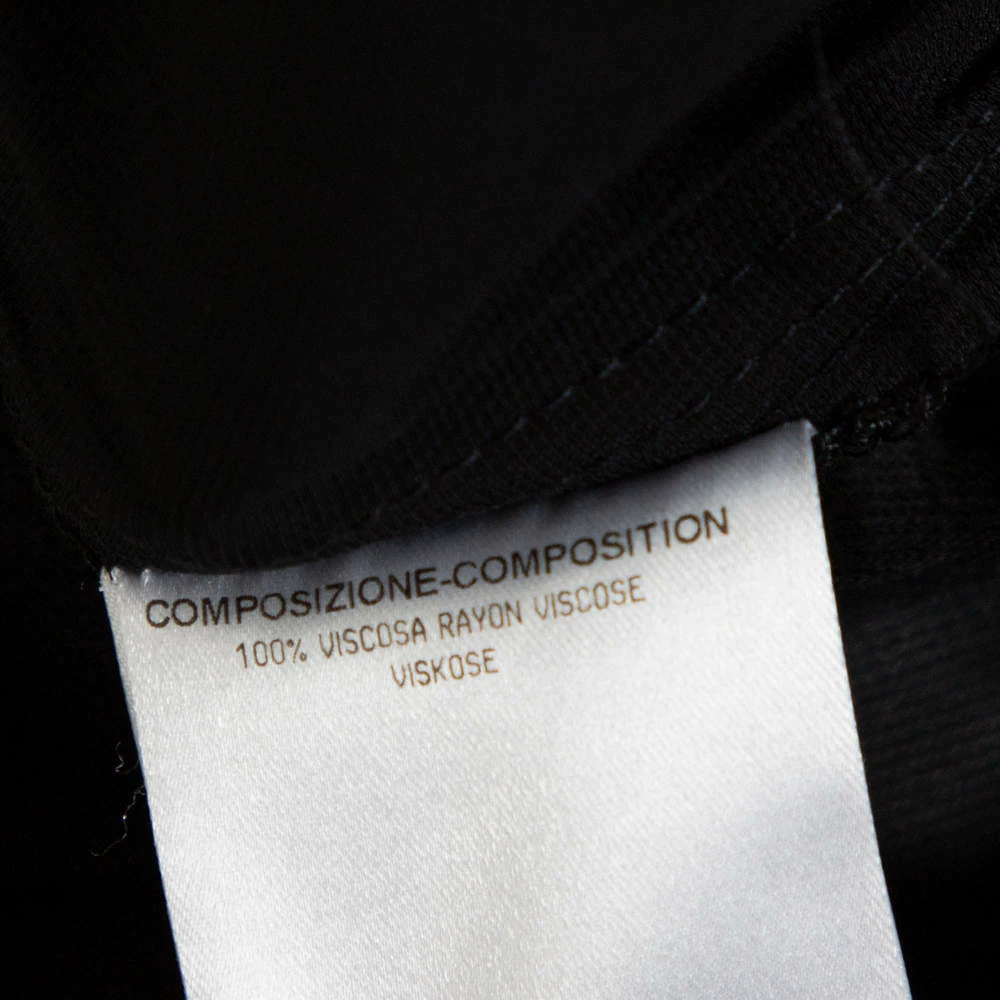 COMPOSIZIONE-COMPOSITION
100% VISCOSA RAYON VISCOSE
VISKOSE